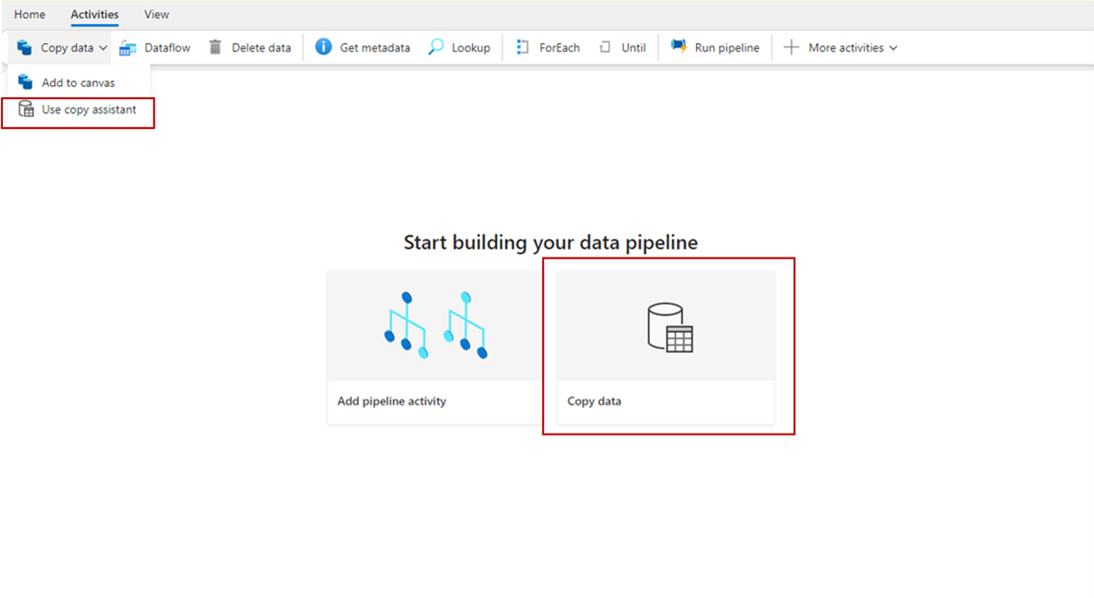 Home Activities View
Copy data Dataflow Delete data Get metadata Lookup ForEach Until Run pipeline More activities
Add to canvas
Use copy assistant
Start building your data pipeline
Add pipeline activity Copy data